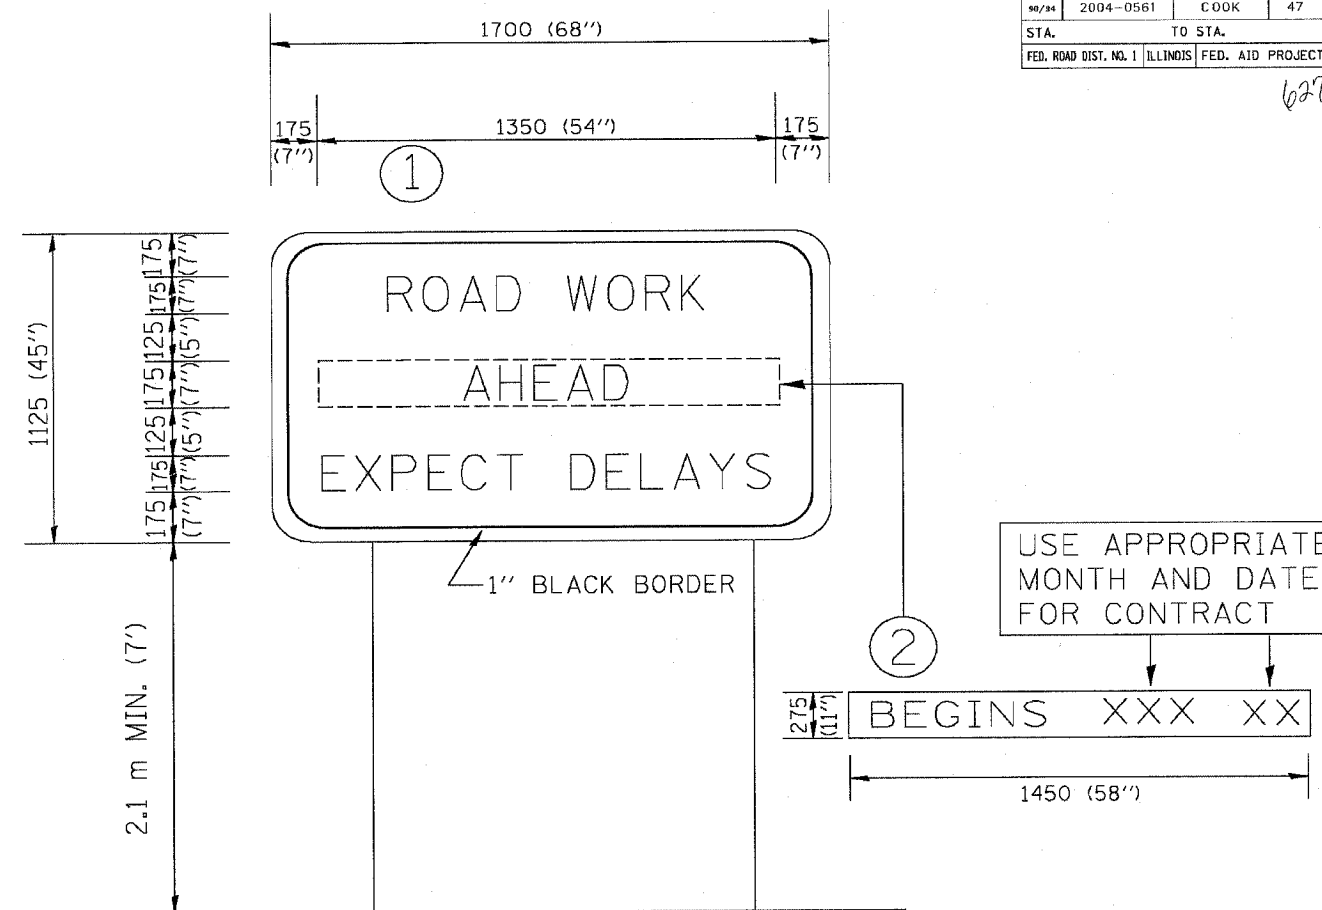 90/94 2004-0561 COOK 47
STA. TO STA.
FED. ROAD DIST. NO. 1 ILLINOIS FED. AID PROJECT
627
1700 (68'')
175 (7'')
1350 (54'')
175 (7'')
1
1125 (45'')
175 (7'')
175 (7'')
125 (5'')
175 (7'')
125 (5'')
175 (7'')
175 (7'')
ROAD WORK
AHEAD
EXPECT DELAYS
1'' BLACK BORDER
2.1 m MIN. (7')
USE APPROPRIATE
MONTH AND DATE
FOR CONTRACT
2
275 (11'')
BEGINS XXX XX
1450 (58'')